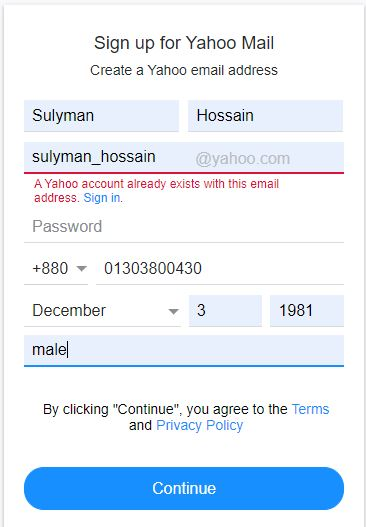 Sign up for Yahoo Mail
Create a Yahoo email address
Sulyman Hossain
sulyman_hossain @yahoo.com
A Yahoo account already exists with this email
address. Sign in.
Password
+880 01303800430
December 3 1981
male
By clicking "Continue", you agree to the Terms
and Privacy Policy
Continue